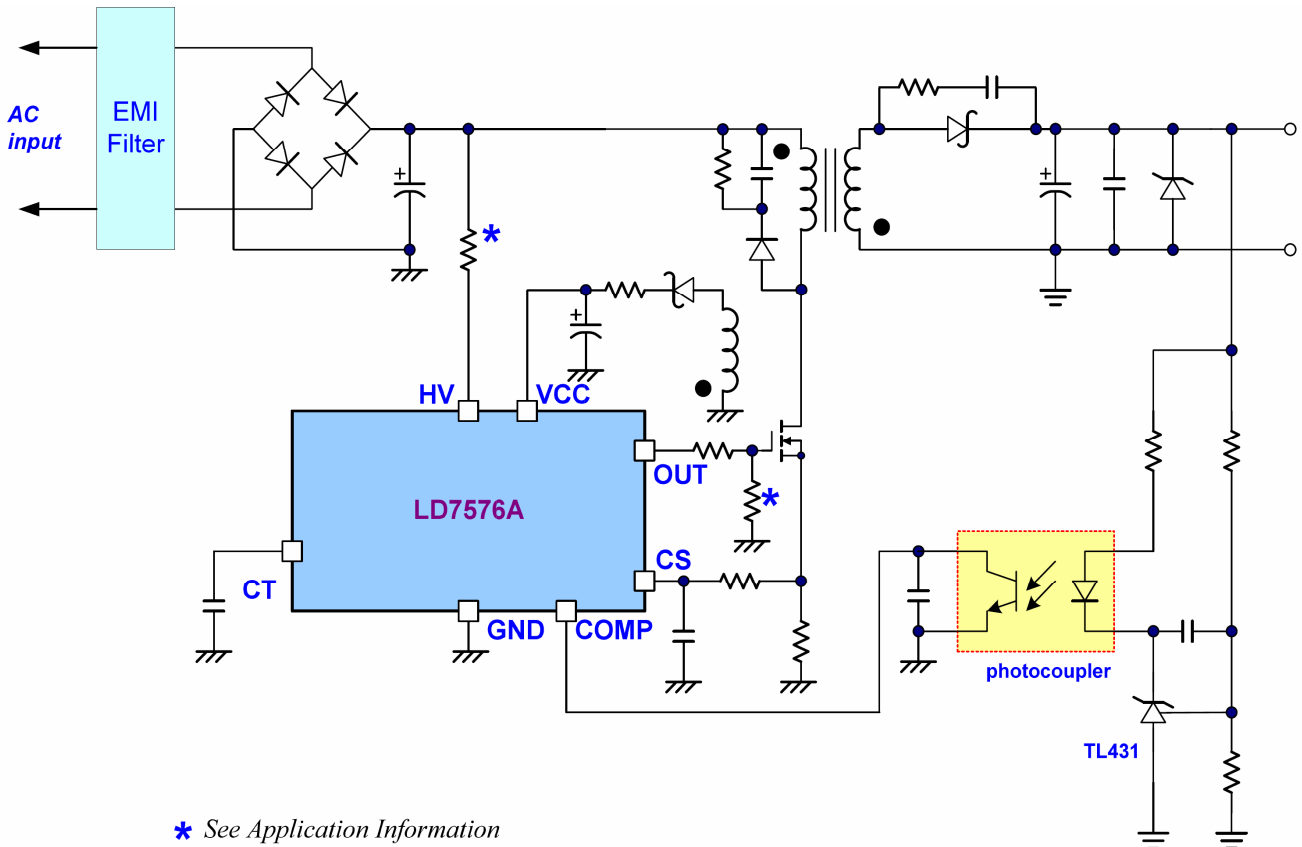 AC
input
EMI
Filter
+
+
*
+
HV
VCC
OUT
*
LD7576A
CS
CT
GND
COMP
photocoupler
TL431
* See Application Information